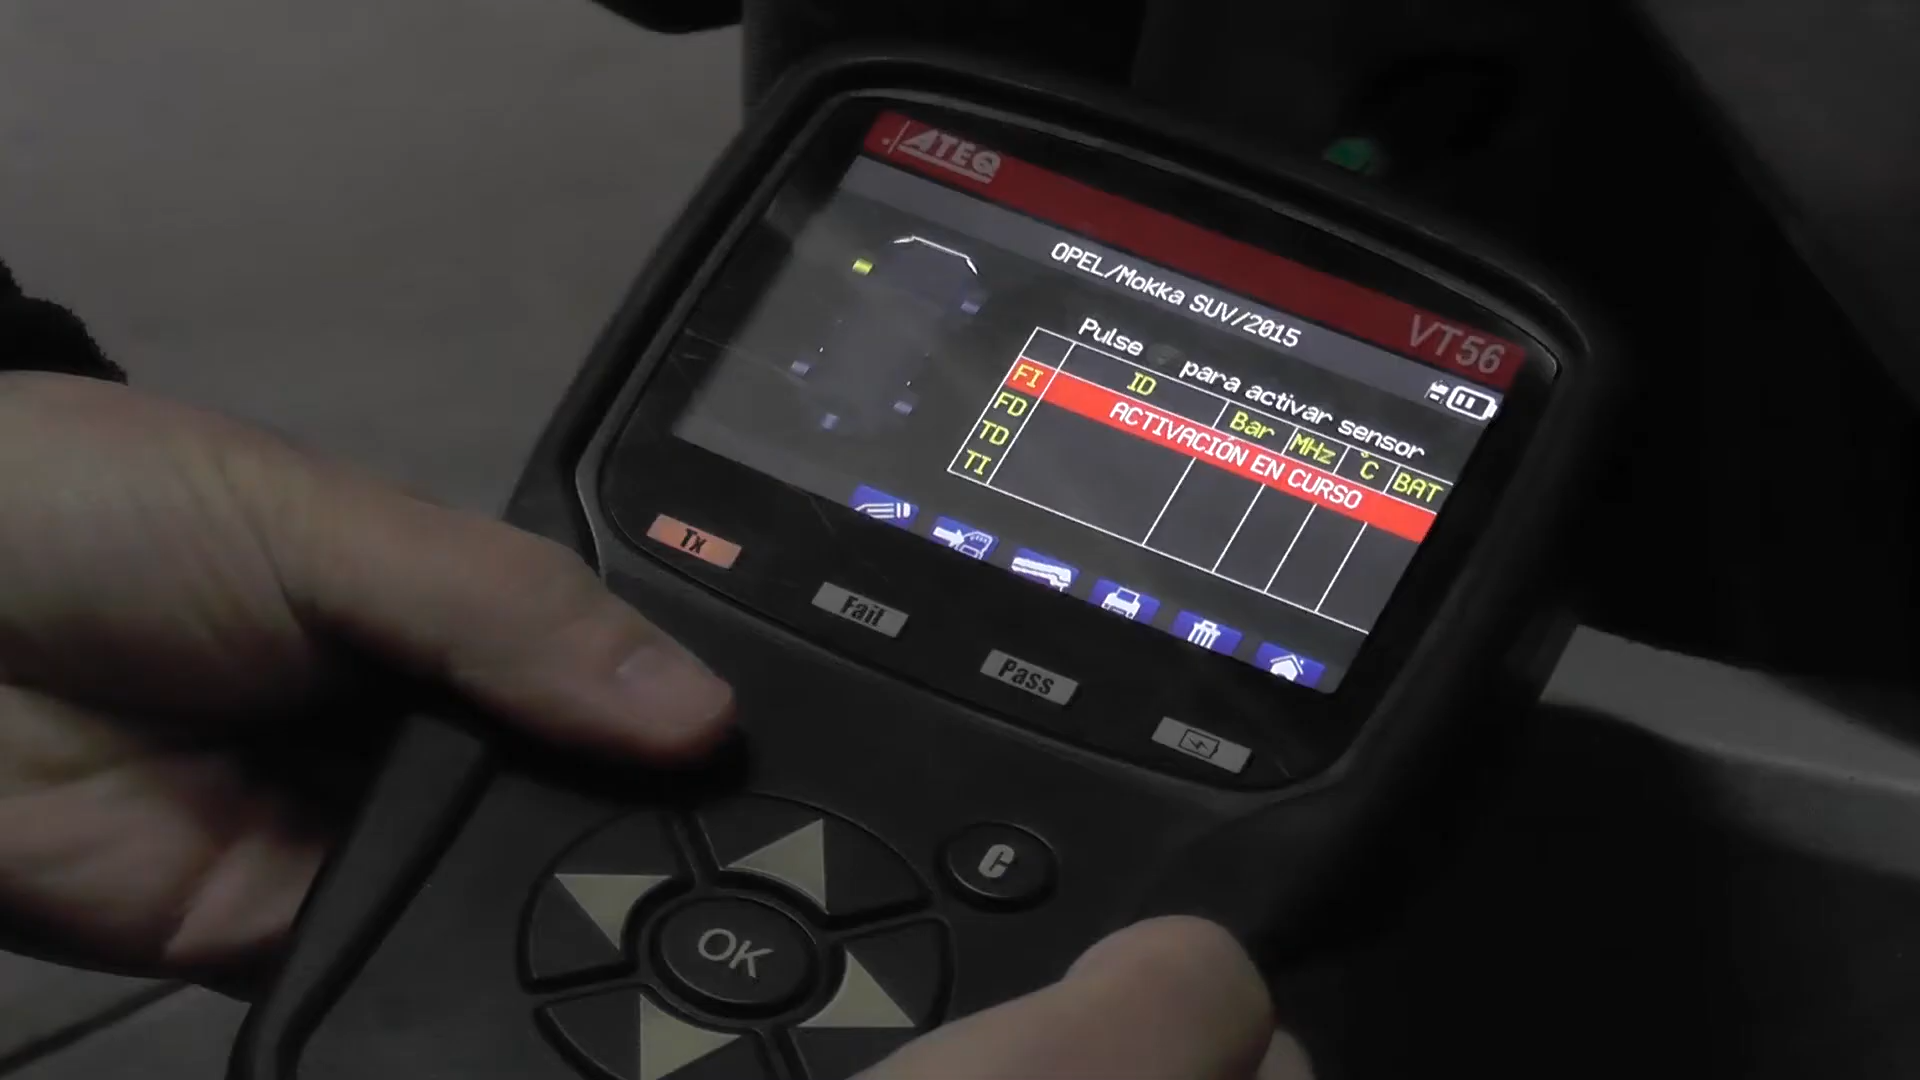 ATEQ
VT56
OPEL/Mokka SUV/2015
Pulse para activar sensor
ID Bar MHz °C BAT
FI ACTIVACIÓN EN CURSO
FD
TD
TI
Tx
Fail
Pass
C
OK